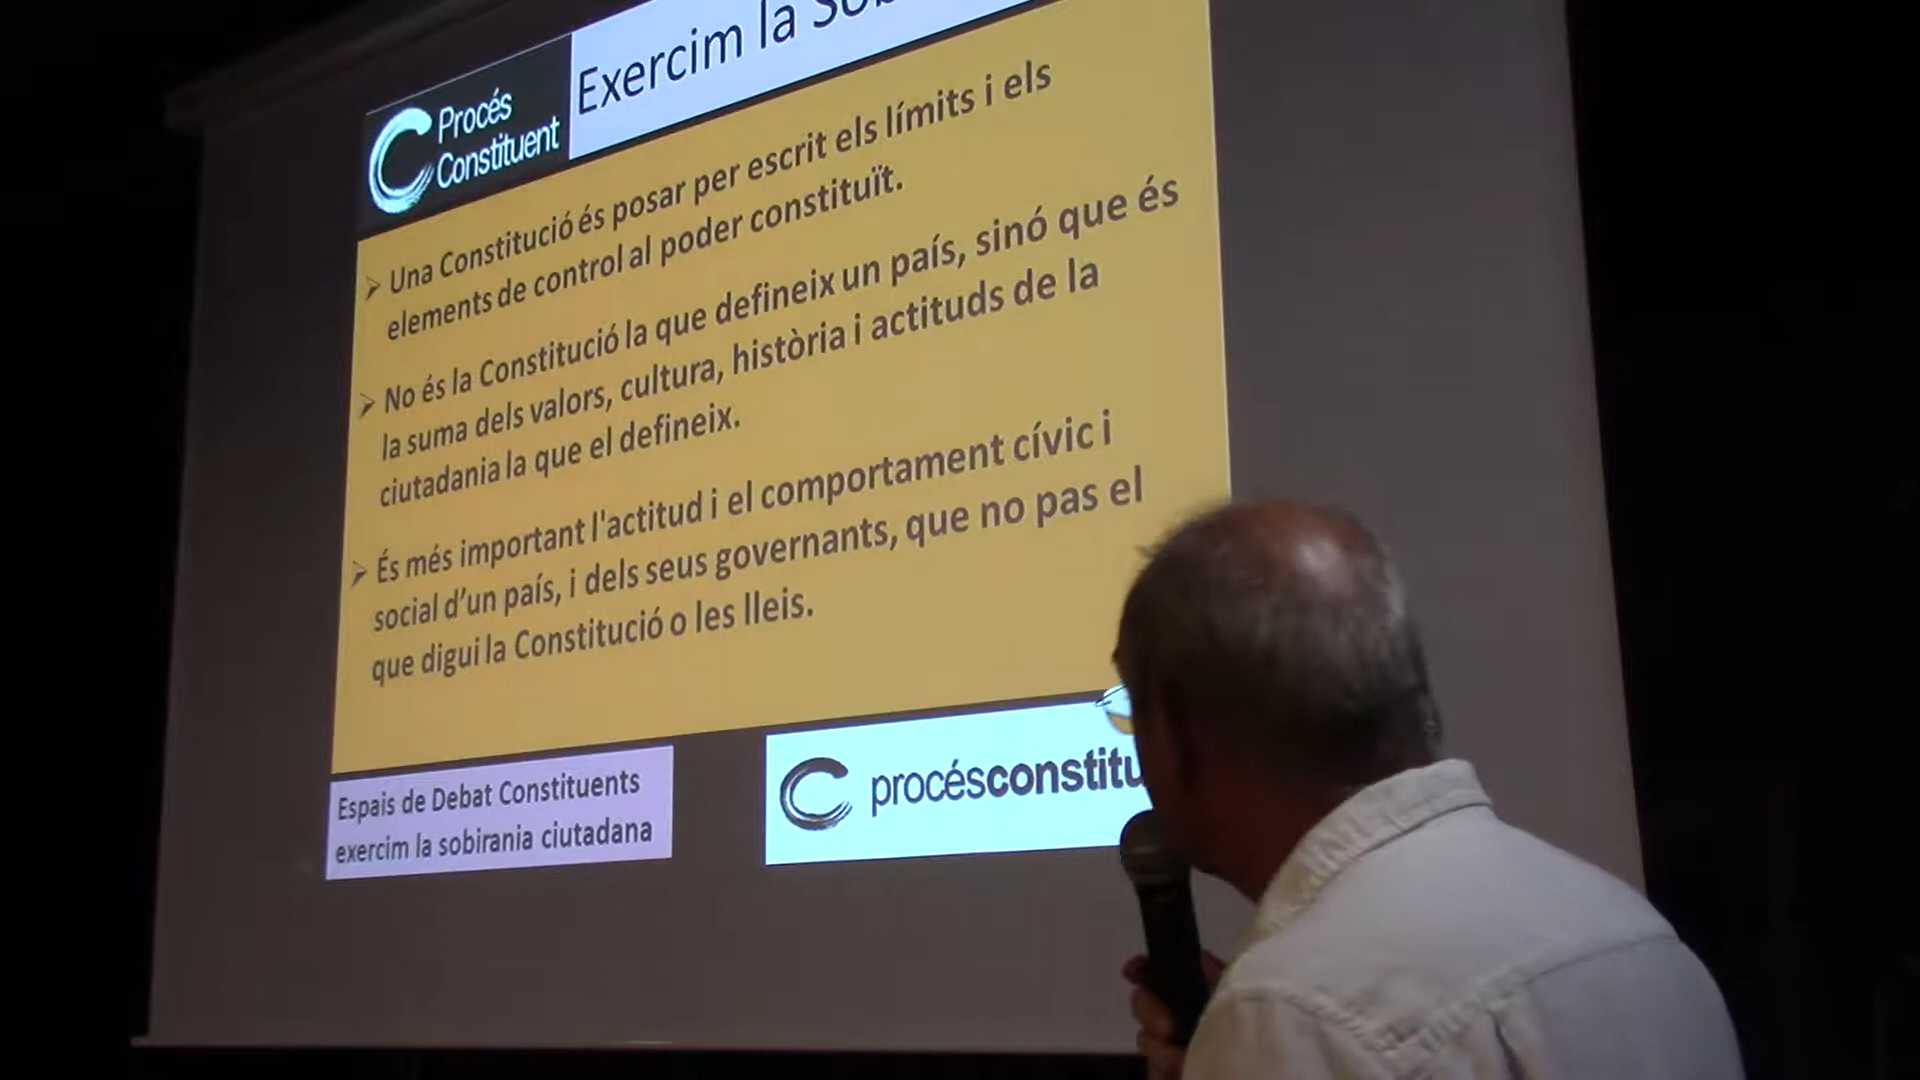 Procés
Constituent
Exercim la
Una Constitució és posar per escrit els límits i els
elements de control al poder constituït.
No és la Constitució la que defineix un país, sinó que és
la suma dels valors, cultura, història i actituds de la
ciutadania la que el defineix.
És més important l'actitud i el comportament cívic i
social d’un país, i dels seus governants, que no pas el
que digui la Constitució o les lleis.
Espais de Debat Constituents
exercim la sobirania ciutadana
procésconstitu